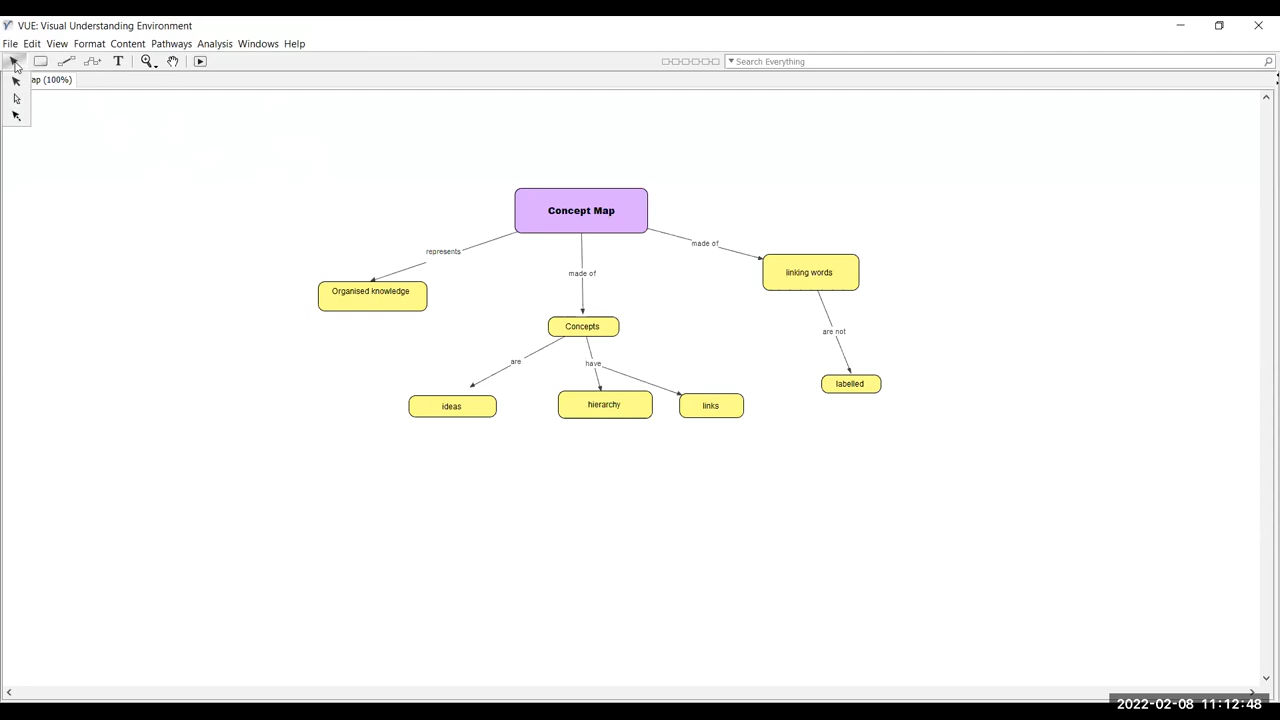 VUE: Visual Understanding Environment
File Edit View Format Content Pathways Analysis Windows Help
T Search Everything
ap (100%)
Concept Map
represents
made of
made of
Organised knowledge
linking words
Concepts
are not
are
have
labelled
ideas
hierarchy
links
2022-02-08 11:12:48